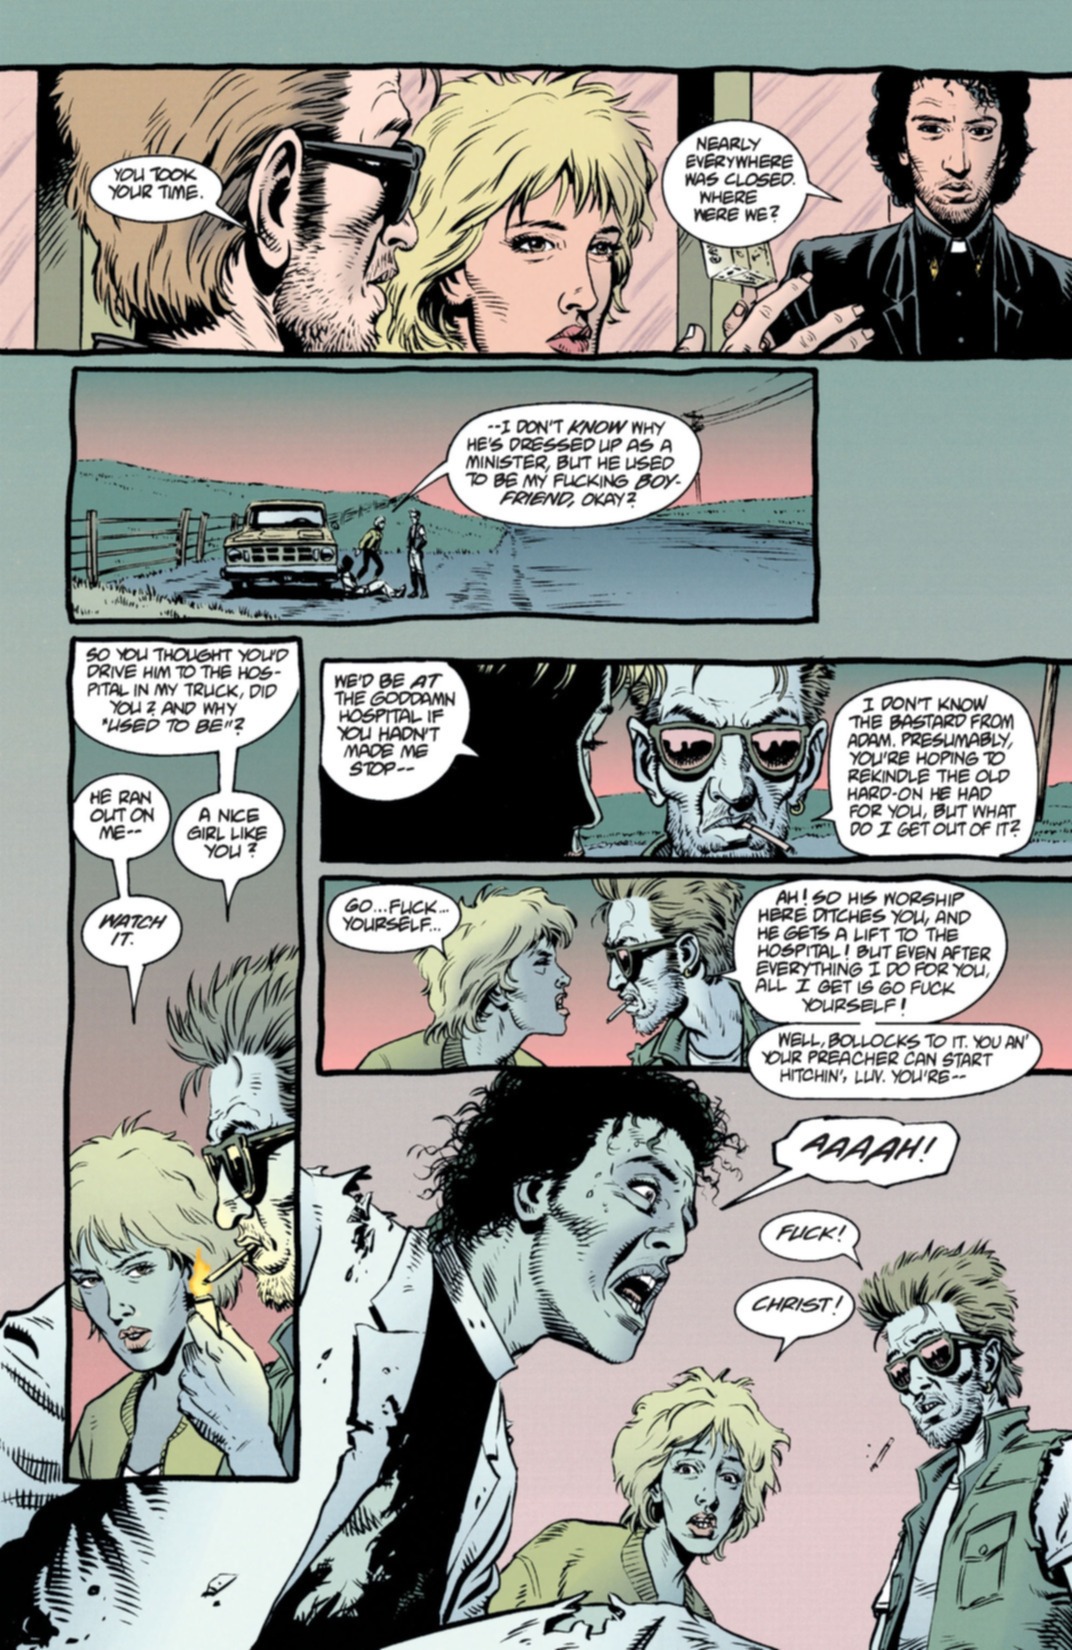 YOU TOOK
YOUR TIME.
NEARLY
EVERYWHERE
WAS CLOSED.
WHERE
WERE WE?
--I DON'T KNOW WHY
HE'S DRESSED UP AS A
MINISTER, BUT HE USED
TO BE MY FUCKING BOY-
FRIEND, OKAY?
SO YOU THOUGHT YOU'D
DRIVE HIM TO THE HOS-
PITAL IN MY TRUCK, DID
YOU? AND WHY
"USED TO BE"?
HE RAN
OUT ON
ME--
A NICE
GIRL LIKE
YOU?
WATCH
IT.
WE'D BE AT
THE GODDAMN
HOSPITAL IF
YOU HADN'T
MADE ME
STOP--
I DON'T KNOW
THE BASTARD FROM
ADAM. PRESUMABLY,
YOU'RE HOPING TO
REKINDLE THE OLD
HARD-ON HE HAD
FOR YOU, BUT WHAT
DO I GET OUT OF IT?
GO...FUCK...
YOURSELF...
AH! SO HIS WORSHIP
HERE DITCHES YOU, AND
HE GETS A LIFT TO THE
HOSPITAL! BUT EVEN AFTER
EVERYTHING I DO FOR YOU,
ALL I GET IS GO FUCK
YOURSELF!
WELL, BOLLOCKS TO IT. YOU AN'
YOUR PREACHER CAN START
HITCHIN', LUV. YOU'RE--
AAAAH!
FUCK!
CHRIST!